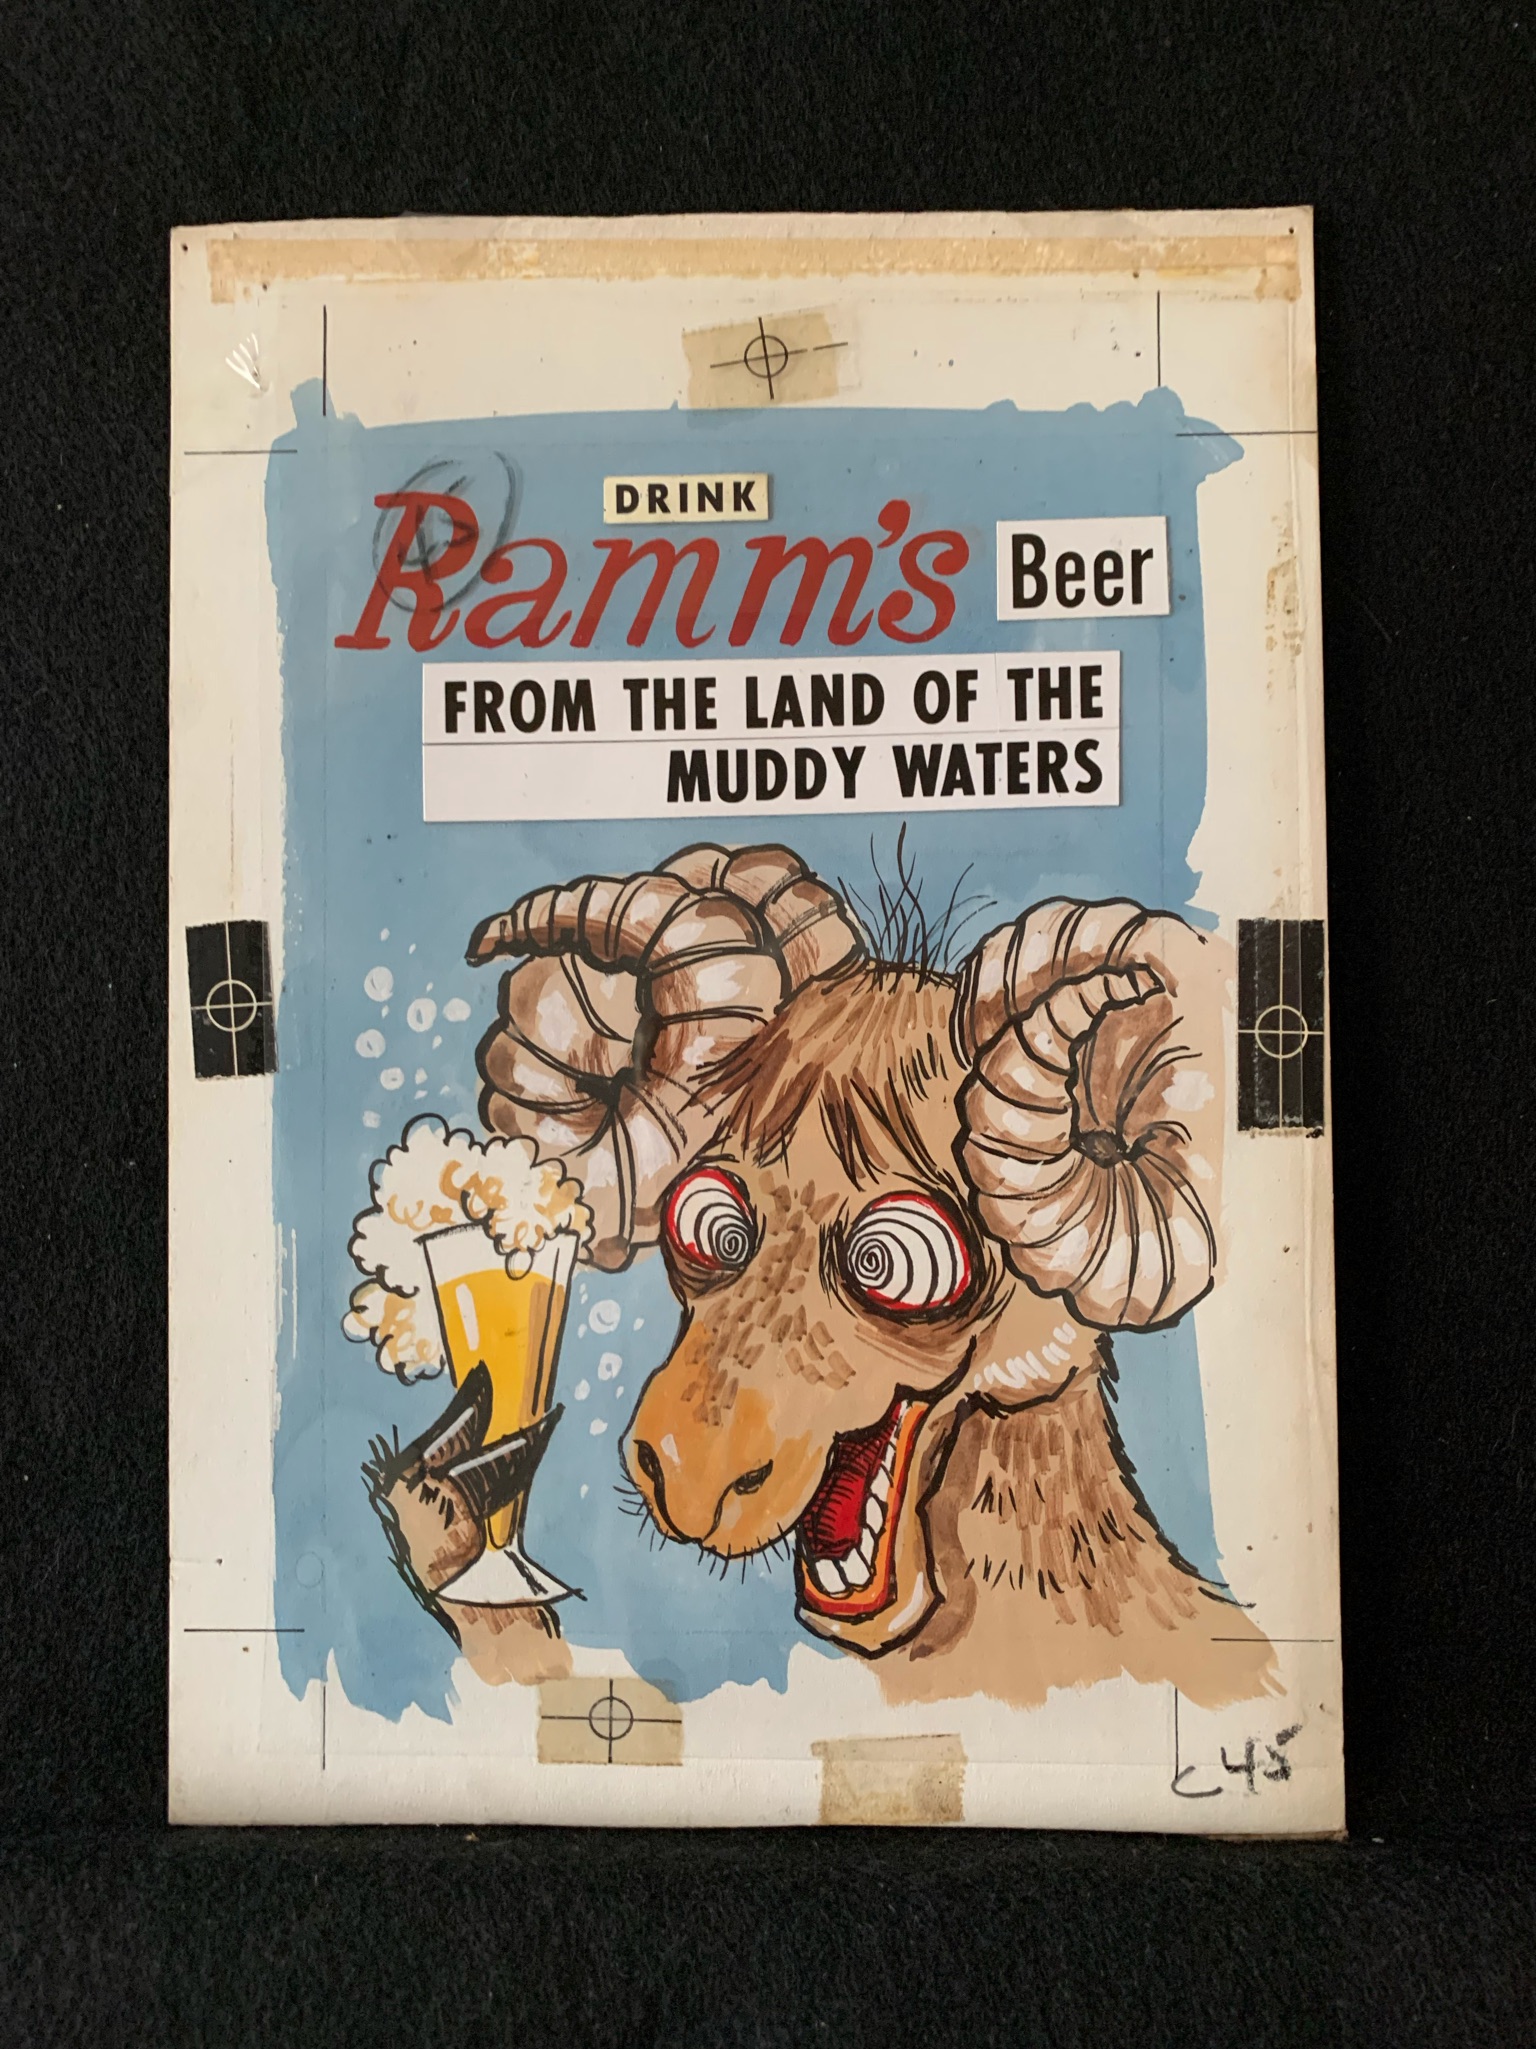 DRINK
Ramm's Beer
FROM THE LAND OF THE
MUDDY WATERS
C45